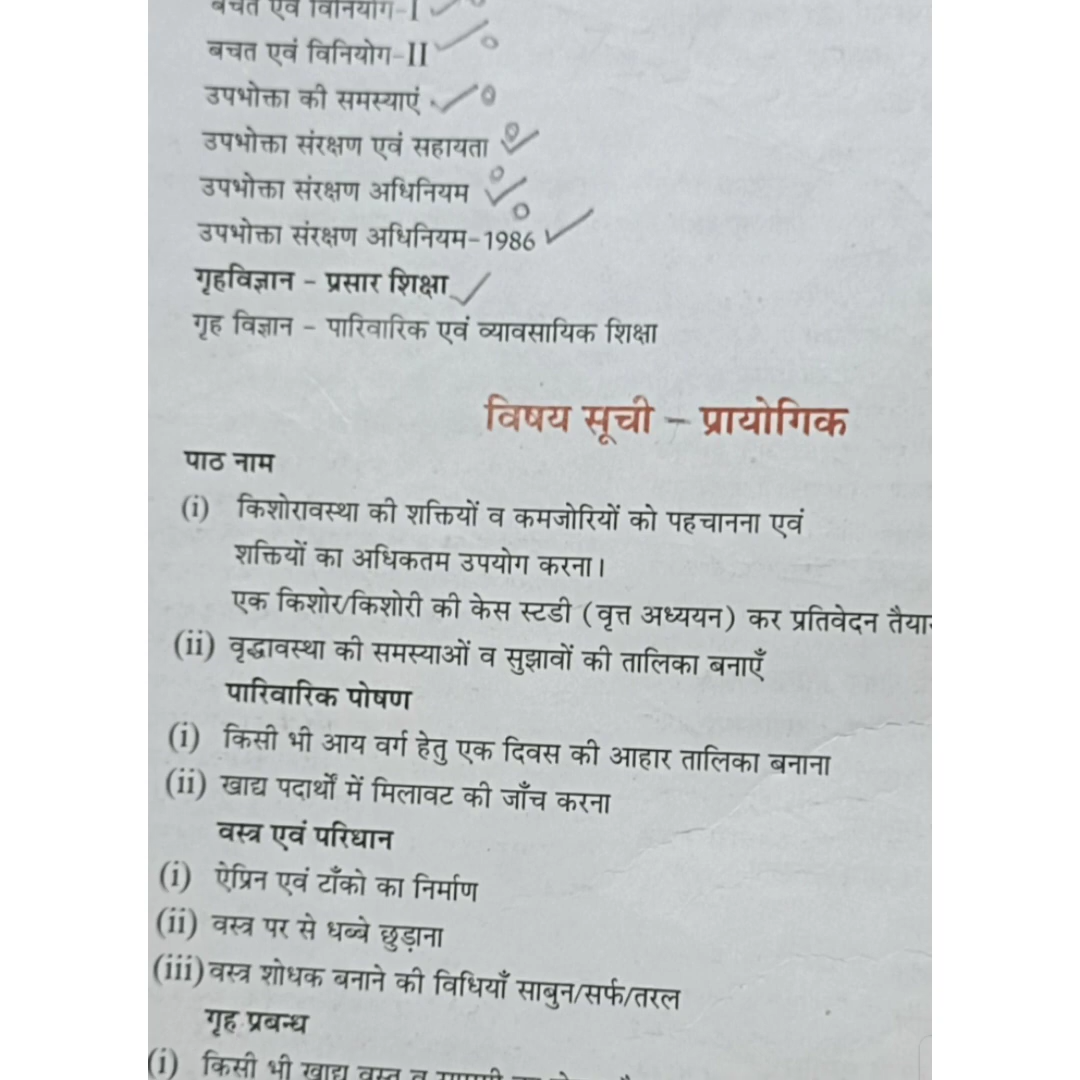 बचत एवं विनियोग-I
बचत एवं विनियोग-II
उपभोक्ता की समस्याएं
उपभोक्ता संरक्षण एवं सहायता
उपभोक्ता संरक्षण अधिनियम
उपभोक्ता संरक्षण अधिनियम-1986
गृहविज्ञान - प्रसार शिक्षा
गृह विज्ञान - पारिवारिक एवं व्यावसायिक शिक्षा
विषय सूची - प्रायोगिक
पाठ नाम
(i) किशोरावस्था की शक्तियों व कमजोरियों को पहचानना एवं
शक्तियों का अधिकतम उपयोग करना।
एक किशोर/किशोरी की केस स्टडी (वृत्त अध्ययन) कर प्रतिवेदन
(ii) वृद्धावस्था की समस्याओं व सुझावों की तालिका बनाएँ
पारिवारिक पोषण
(i) किसी भी आय वर्ग हेतु एक दिवस की आहार तालिका बनाना
(ii) खाद्य पदार्थों में मिलावट की जाँच करना
वस्त्र एवं परिधान
(i) ऐप्रिन एवं टाँको का निर्माण
(ii) वस्त्र पर से धब्बे छुड़ाना
(iii) वस्त्र शोधक बनाने की विधियाँ साबुन/सर्फ/तरल
गृह प्रबन्ध
(i) किसी भी खाद्य वस्तु व